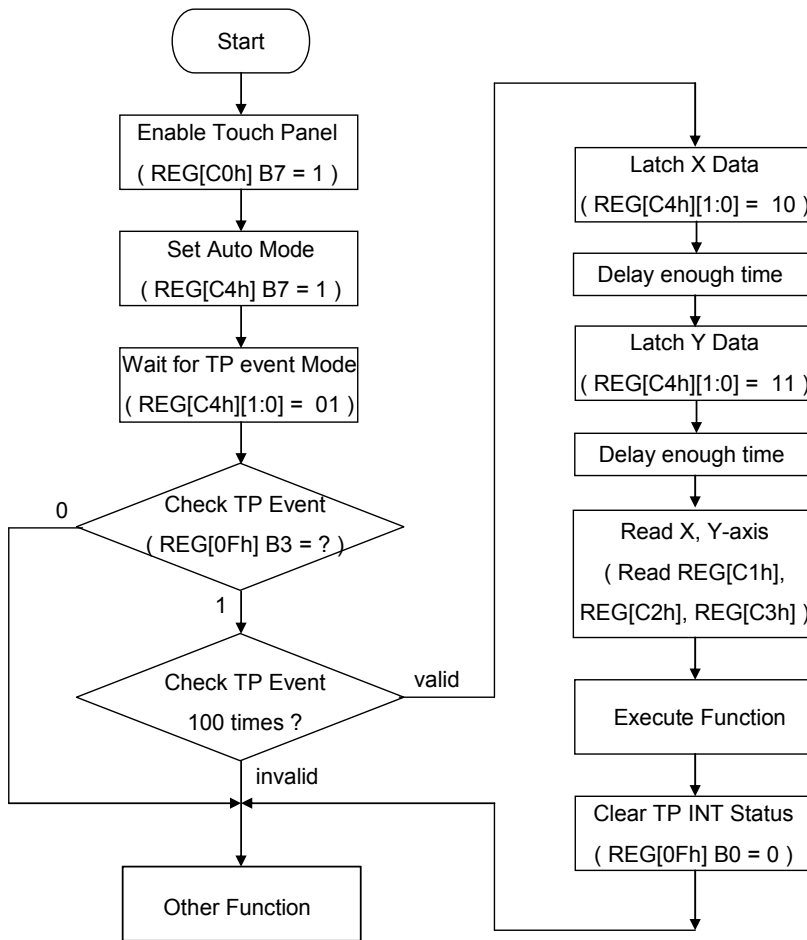 Start
Enable Touch Panel
( REG[C0h] B7 = 1 )
Set Auto Mode
( REG[C4h] B7 = 1 )
Wait for TP event Mode
( REG[C4h][1:0] = 01 )
Check TP Event
( REG[0Fh] B3 = ? )
0
1
Check TP Event
100 times ?
valid
invalid
Other Function
Latch X Data
( REG[C4h][1:0] = 10 )
Delay enough time
Latch Y Data
( REG[C4h][1:0] = 11 )
Delay enough time
Read X, Y-axis
( Read REG[C1h],
REG[C2h], REG[C3h] )
Execute Function
Clear TP INT Status
( REG[0Fh] B0 = 0 )